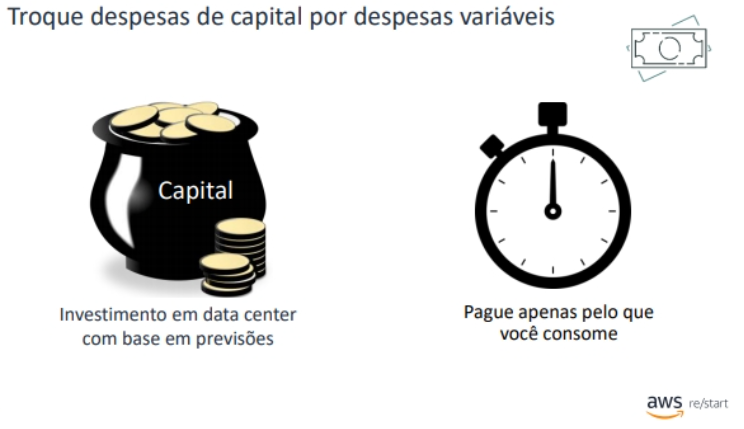 Troque despesas de capital por despesas variáveis
Capital
Investimento em data center
com base em previsões
Pague apenas pelo que
você consome
aws re/start